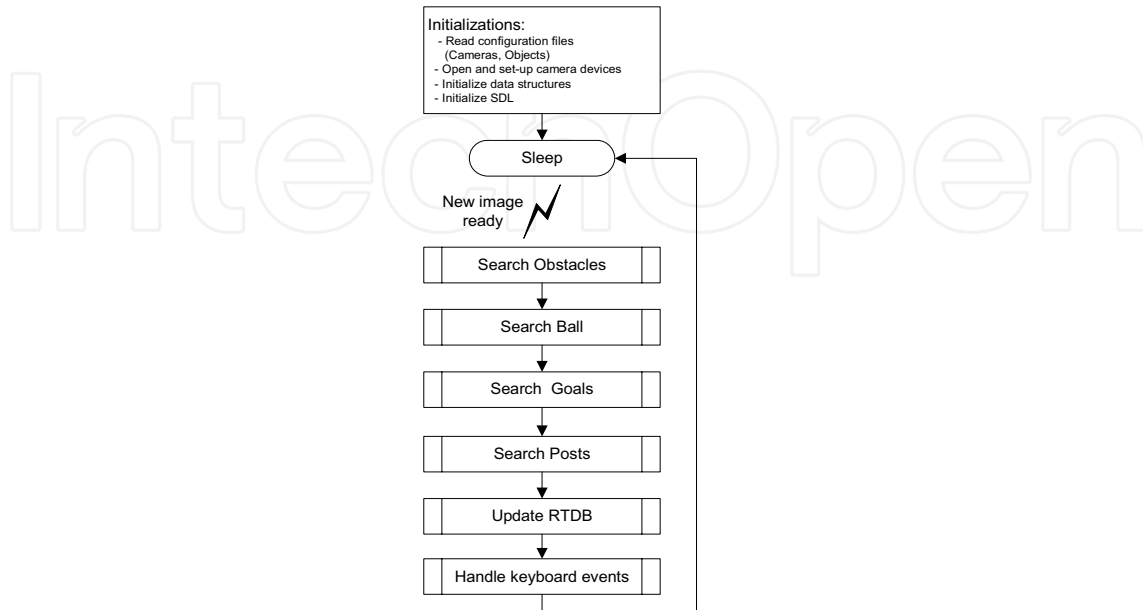 IntechOpen
Initializations:
- Read configuration files
(Cameras, Objects)
- Open and set-up camera devices
- Initialize data structures
- Initialize SDL
Sleep
New image
ready
Search Obstacles
Search Ball
Search Goals
Search Posts
Update RTDB
Handle keyboard events